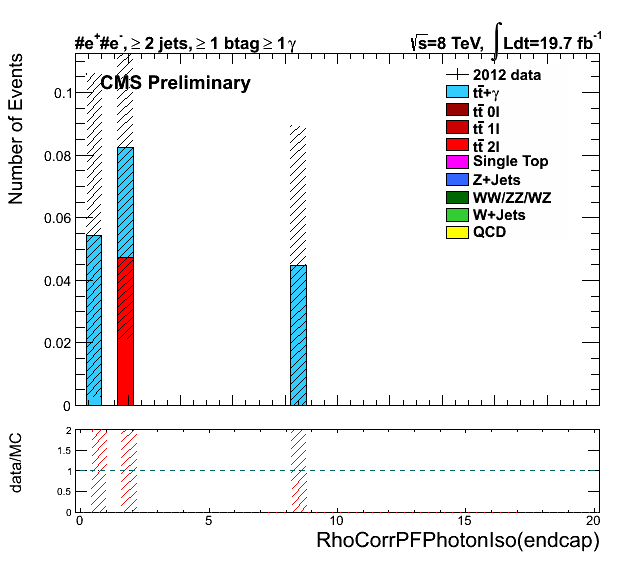 #e⁺#e⁻, ≥ 2 jets, ≥ 1 btag ≥ 1 γ
√s=8 TeV, ∫ Ldt=19.7 fb⁻¹
CMS Preliminary
2012 data
tt̄+γ
tt̄ 0l
tt̄ 1l
tt̄ 2l
Single Top
Z+Jets
WW/ZZ/WZ
W+Jets
QCD
Number of Events
0.1
0.08
0.06
0.04
0.02
0
data/MC
2
1.5
1
0.5
0
0 5 10 15 20
RhoCorrPFPhotonIso(endcap)